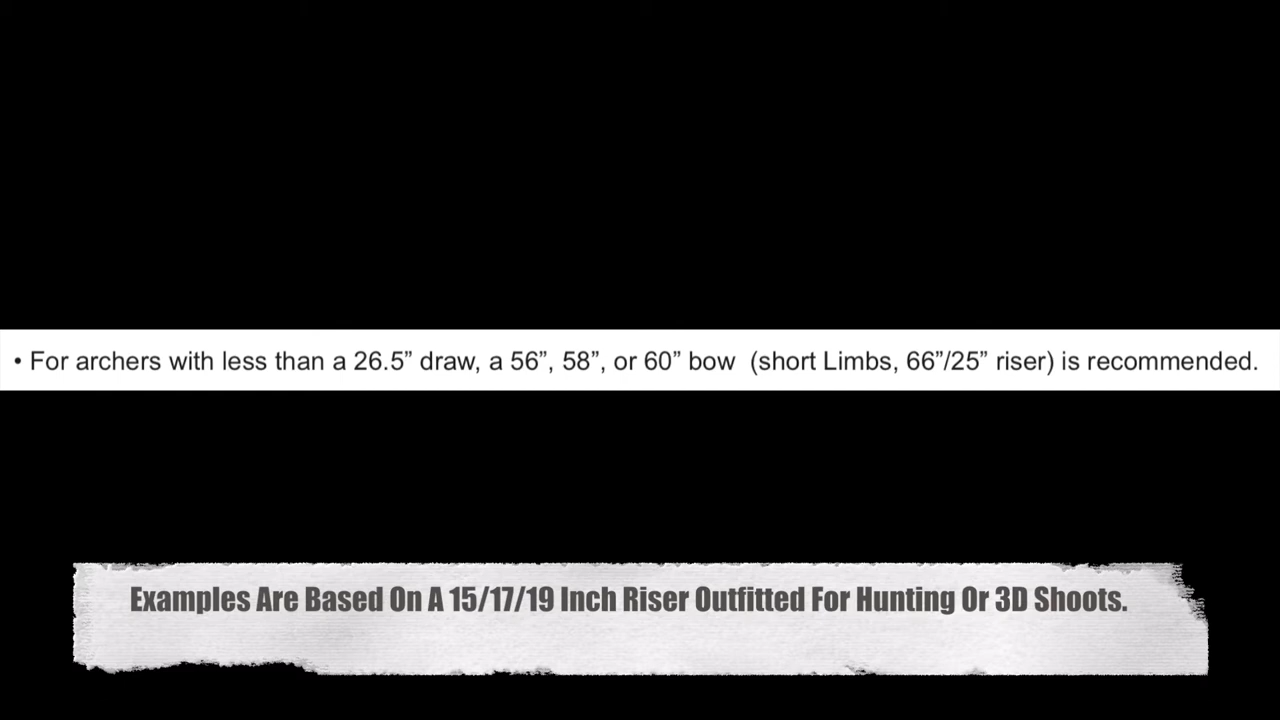 • For archers with less than a 26.5” draw, a 56”, 58”, or 60” bow  (short Limbs, 66”/25” riser) is recommended.
Examples Are Based On A 15/17/19 Inch Riser Outfitted For Hunting Or 3D Shoots.